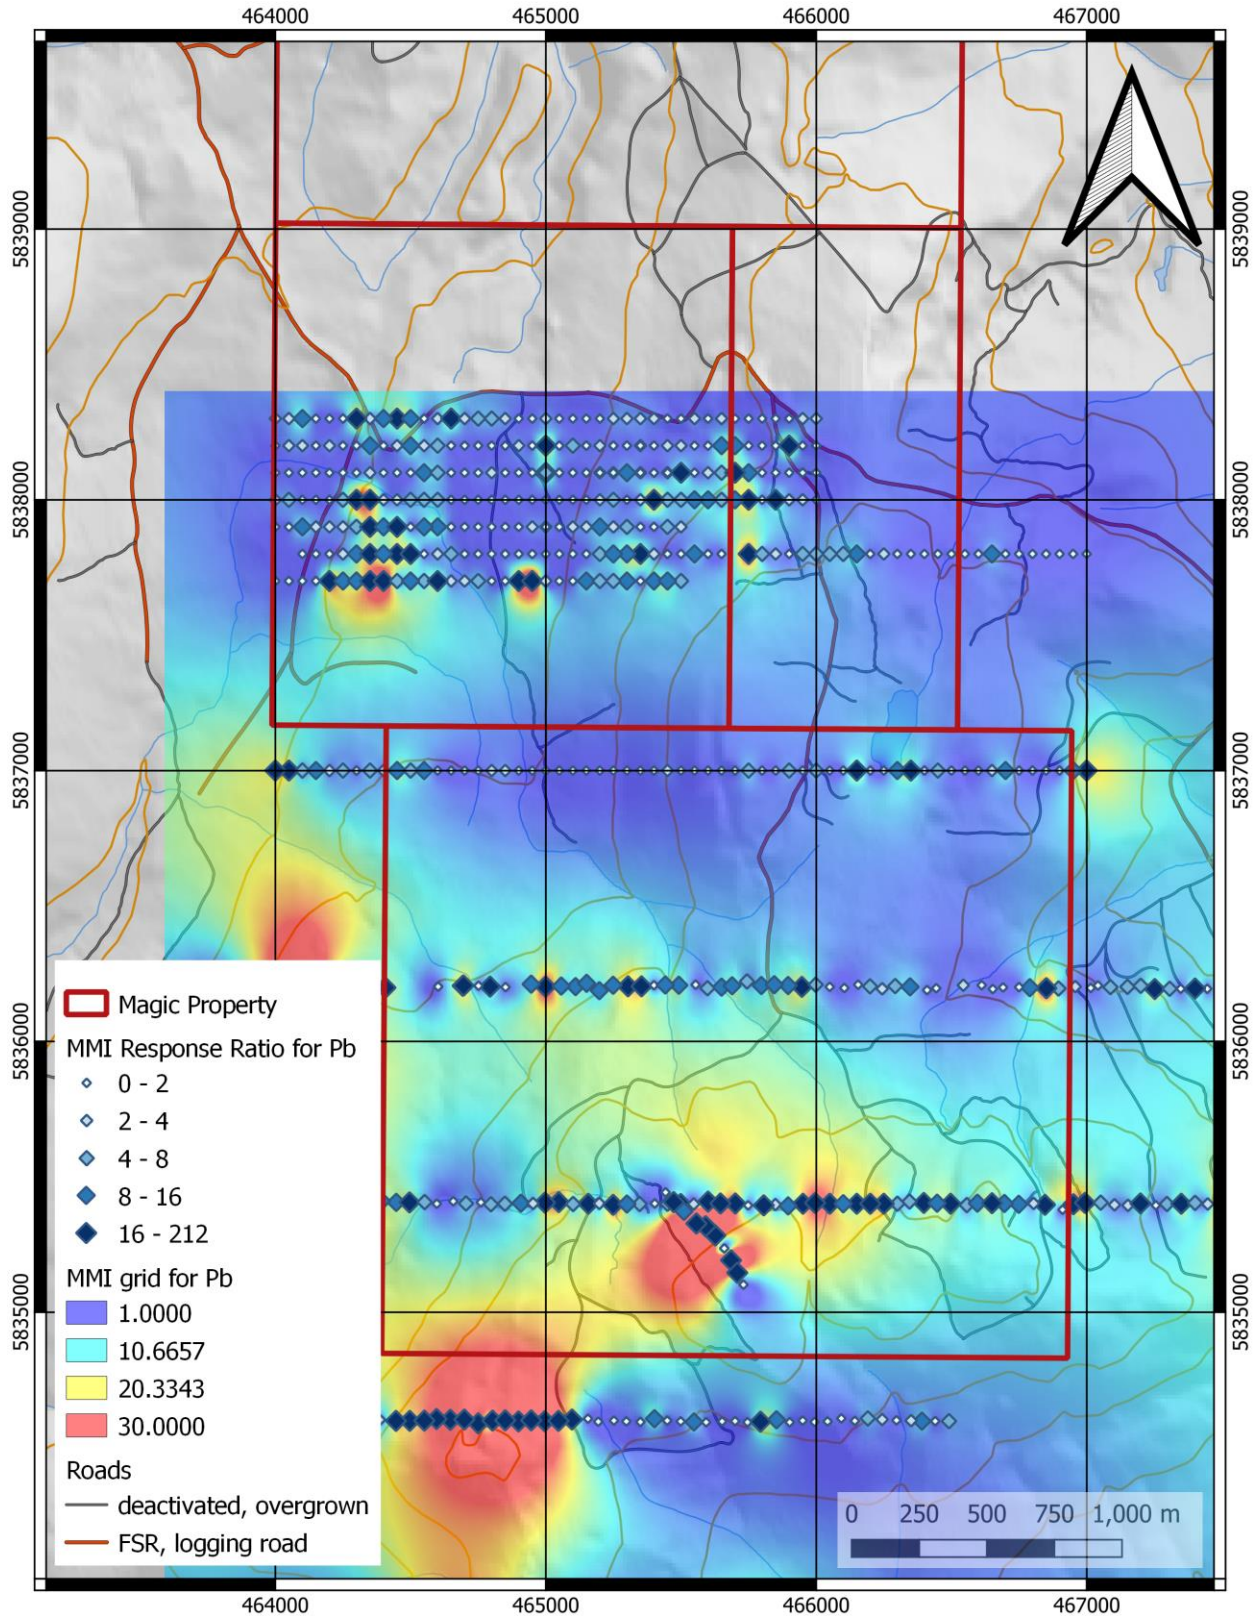 464000 465000 466000 467000
5839000 5839000
5838000 5838000
5837000 5837000
5836000 5836000
5835000 5835000
Magic Property
MMI Response Ratio for Pb
0 - 2
2 - 4
4 - 8
8 - 16
16 - 212
MMI grid for Pb
1.0000
10.6657
20.3343
30.0000
Roads
deactivated, overgrown
FSR, logging road
0 250 500 750 1,000 m
464000 465000 466000 467000